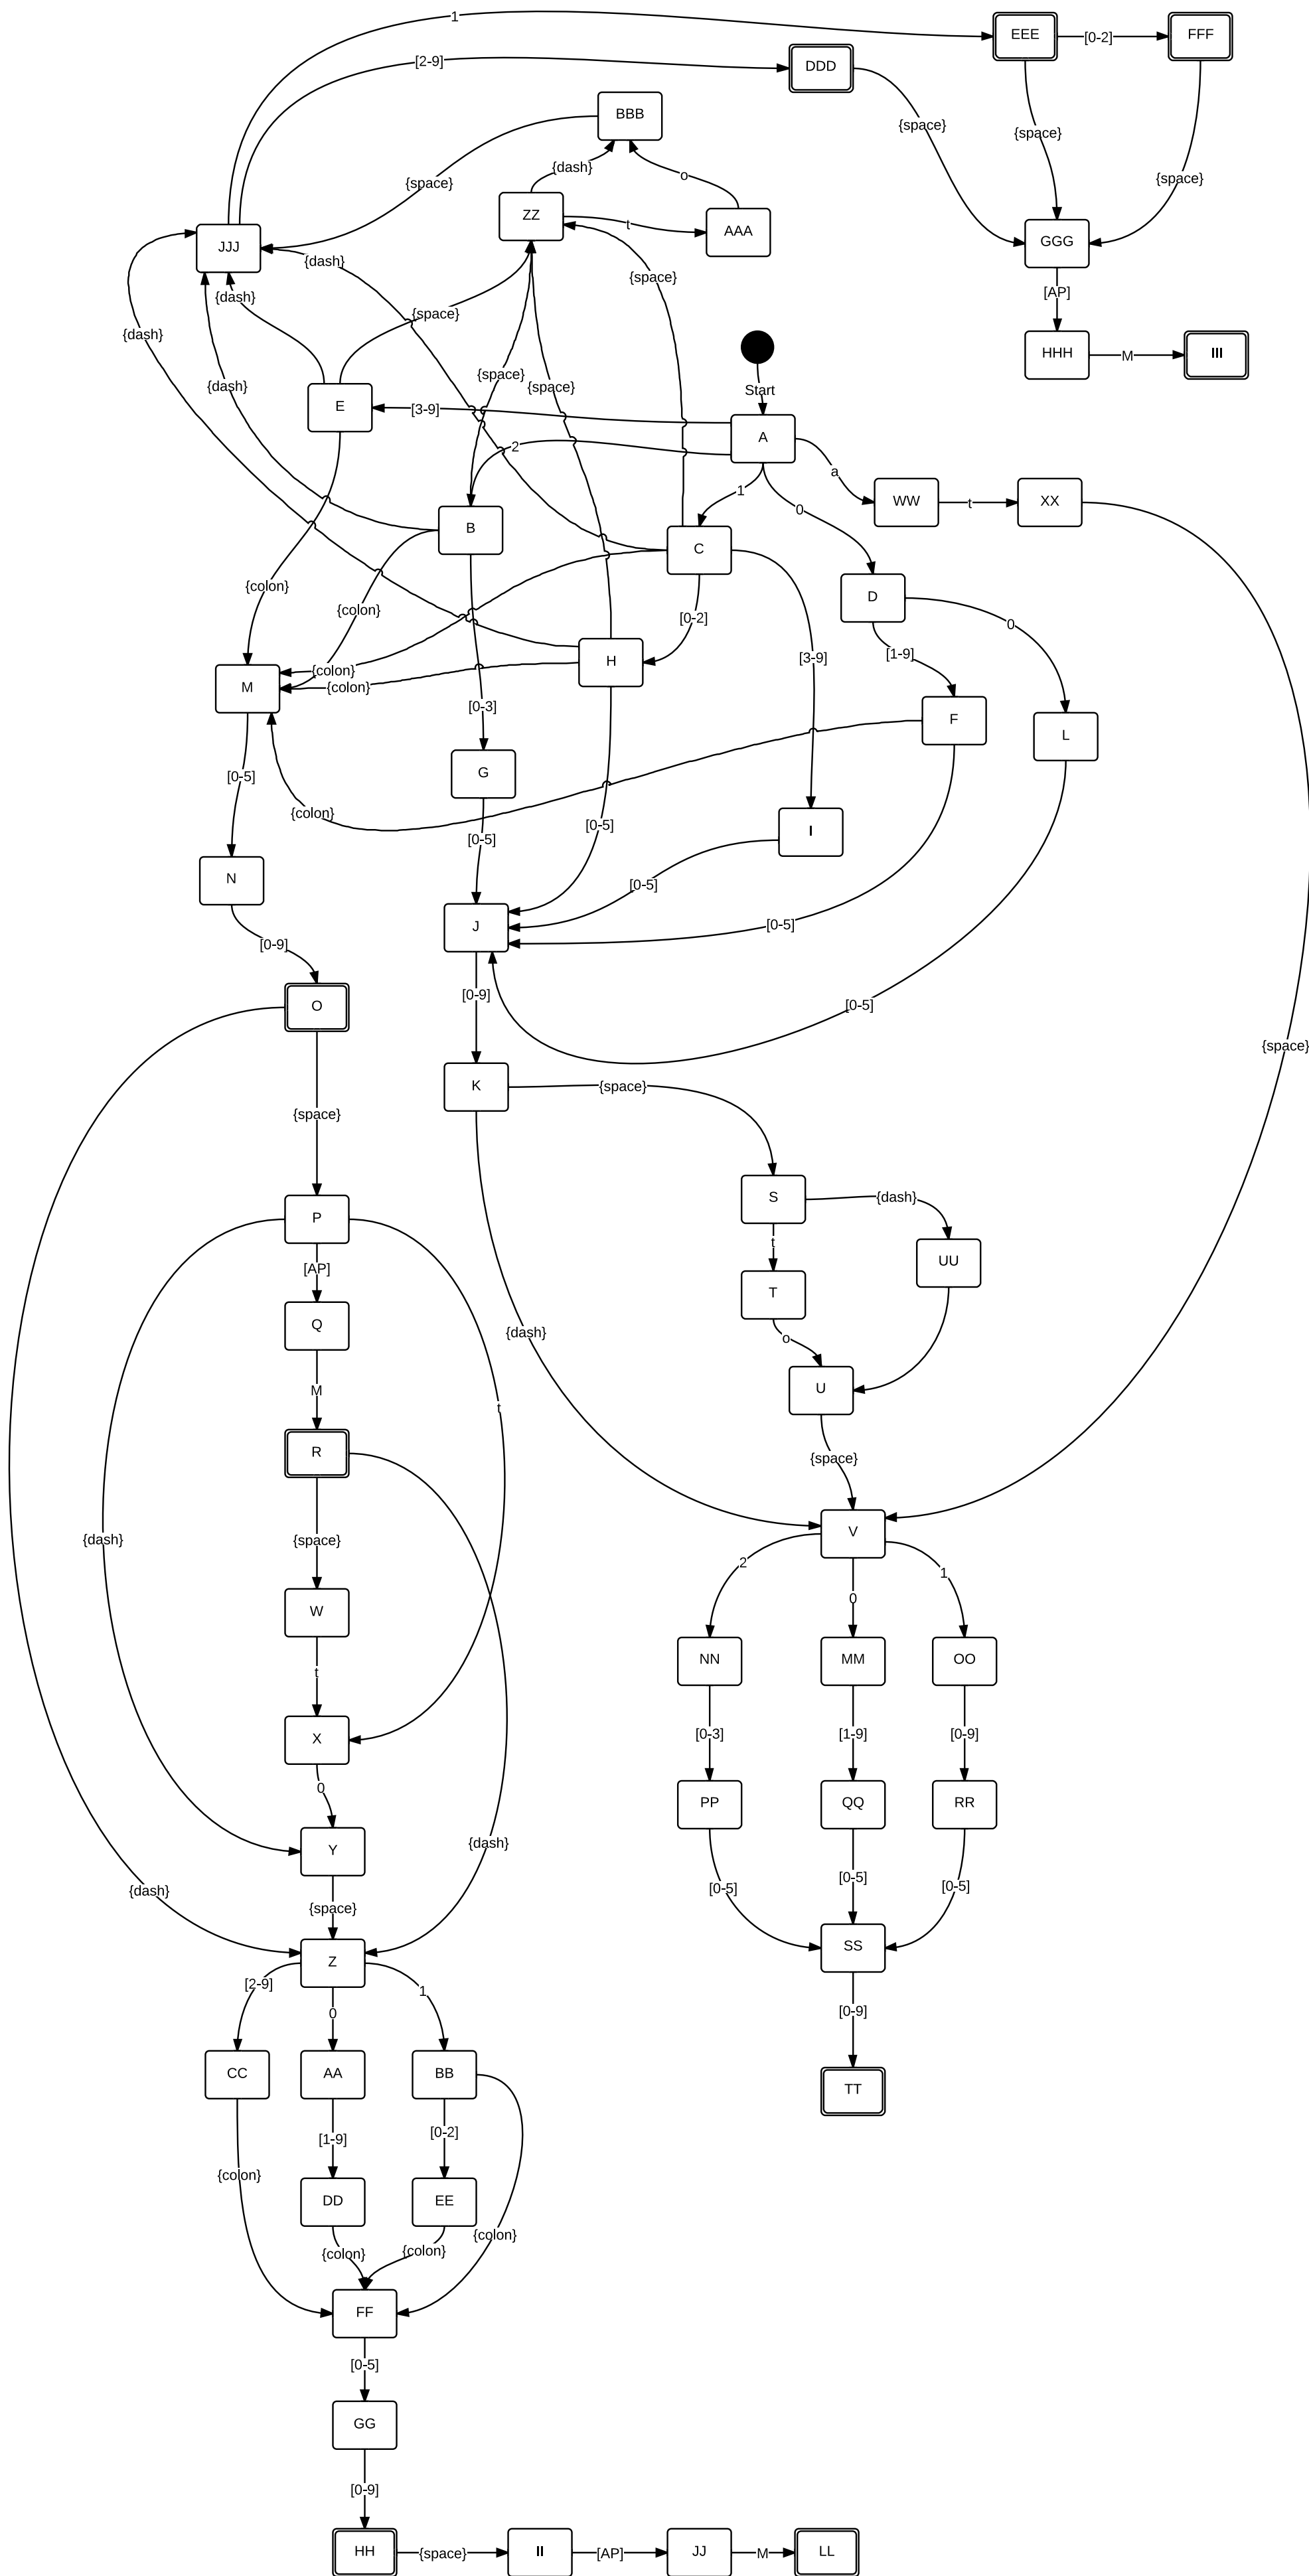 1
EEE
[0-2]
FFF
[2-9]
DDD
BBB
{space}
{space}
{dash}
o
{space}
{space}
ZZ
t
AAA
JJJ
GGG
{dash}
{space}
{dash}
[AP]
{space}
{dash}
HHH
M
III
Start
{space}
{space}
{dash}
E
[3-9]
A
2
a
1
WW
t
XX
0
B
C
D
{colon}
{colon}
[0-2]
0
[1-9]
H
[3-9]
{colon}
M
{colon}
[0-3]
F
L
[0-5]
G
{colon}
[0-5]
[0-5]
I
N
[0-5]
J
[0-5]
[0-9]
[0-9]
O
[0-5]
{space}
K
{space}
{space}
S
{dash}
P
t
UU
[AP]
T
Q
{dash}
o
M
U
t
R
{space}
{dash}
{space}
V
2
1
0
W
NN
MM
OO
t
[0-3]
[1-9]
[0-9]
X
0
PP
QQ
RR
Y
{dash}
{dash}
[0-5]
[0-5]
[0-5]
{space}
SS
Z
[2-9]
0
1
[0-9]
CC
AA
BB
TT
[0-2]
[1-9]
{colon}
DD
EE
{colon}
{colon}
{colon}
FF
[0-5]
GG
[0-9]
HH
{space}
II
[AP]
JJ
M
LL